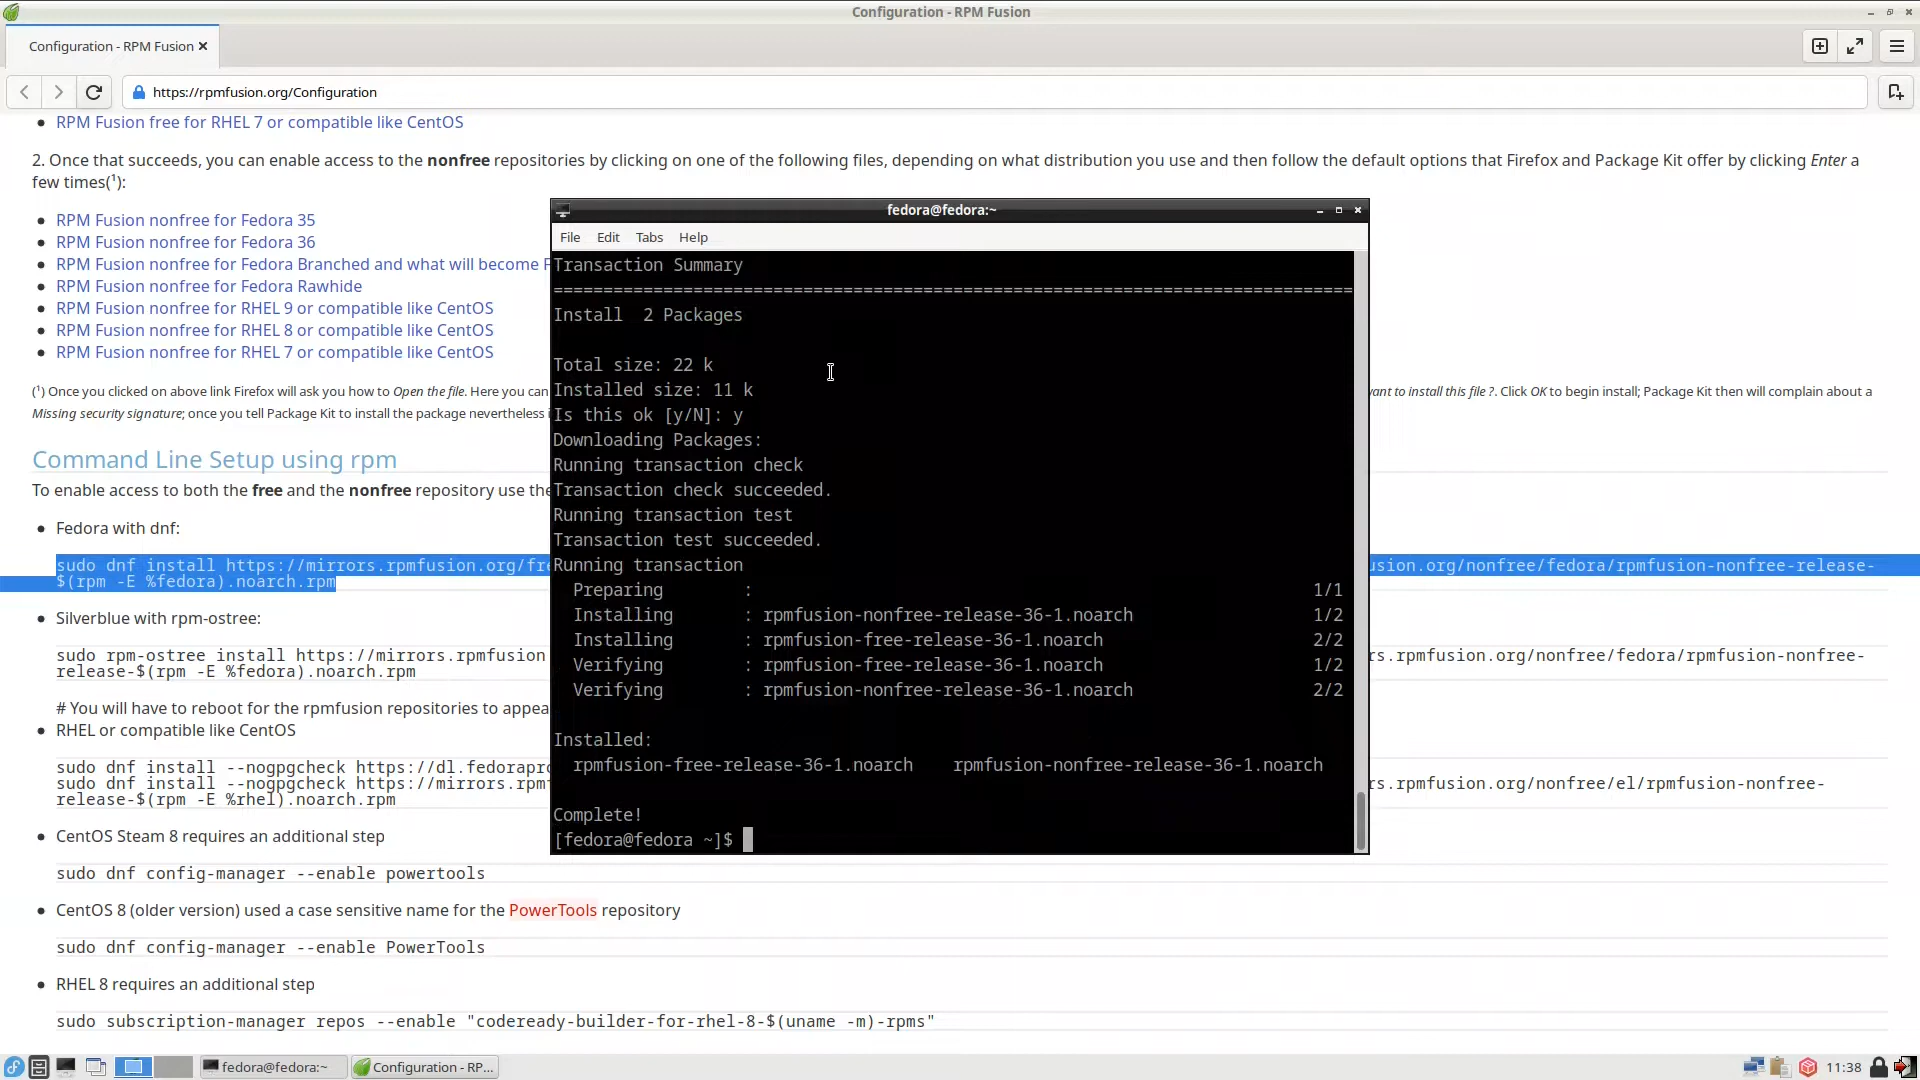 Configuration - RPM Fusion
Configuration - RPM Fusion
https://rpmfusion.org/Configuration
RPM Fusion free for RHEL 7 or compatible like CentOS
2. Once that succeeds, you can enable access to the nonfree repositories by clicking on one of the following files, depending on what distribution you use and then follow the default options that Firefox and Package Kit offer by clicking Enter a
few times(¹):
RPM Fusion nonfree for Fedora 35
RPM Fusion nonfree for Fedora 36
RPM Fusion nonfree for Fedora Branched and what will become F
RPM Fusion nonfree for Fedora Rawhide
RPM Fusion nonfree for RHEL 9 or compatible like CentOS
RPM Fusion nonfree for RHEL 8 or compatible like CentOS
RPM Fusion nonfree for RHEL 7 or compatible like CentOS
(¹) Once you clicked on above link Firefox will ask you how to Open the file. Here you can
want to install this file ?. Click OK to begin install; Package Kit then will complain about a
Missing security signature; once you tell Package Kit to install the package nevertheless
Command Line Setup using rpm
To enable access to both the free and the nonfree repository use the
Fedora with dnf:
sudo dnf install https://mirrors.rpmfusion.org/fre
usion.org/nonfree/fedora/rpmfusion-nonfree-release-
$(rpm -E %fedora).noarch.rpm
Silverblue with rpm-ostree:
sudo rpm-ostree install https://mirrors.rpmfusion
rs.rpmfusion.org/nonfree/fedora/rpmfusion-nonfree-
release-$(rpm -E %fedora).noarch.rpm
# You will have to reboot for the rpmfusion repositories to appea
RHEL or compatible like CentOS
sudo dnf install --nogpgcheck https://dl.fedorapro
sudo dnf install --nogpgcheck https://mirrors.rpmf
rs.rpmfusion.org/nonfree/el/rpmfusion-nonfree-
release-$(rpm -E %rhel).noarch.rpm
CentOS Steam 8 requires an additional step
sudo dnf config-manager --enable powertools
CentOS 8 (older version) used a case sensitive name for the PowerTools repository
sudo dnf config-manager --enable PowerTools
RHEL 8 requires an additional step
sudo subscription-manager repos --enable "codeready-builder-for-rhel-8-$(uname -m)-rpms"
fedora@fedora:~
File Edit Tabs Help
Transaction Summary
================================================================================
Install  2 Packages
Total size: 22 k
Installed size: 11 k
Is this ok [y/N]: y
Downloading Packages:
Running transaction check
Transaction check succeeded.
Running transaction test
Transaction test succeeded.
Running transaction
Preparing        :                                                        1/1
Installing       : rpmfusion-nonfree-release-36-1.noarch                  1/2
Installing       : rpmfusion-free-release-36-1.noarch                     2/2
Verifying        : rpmfusion-free-release-36-1.noarch                     1/2
Verifying        : rpmfusion-nonfree-release-36-1.noarch                  2/2
Installed:
rpmfusion-free-release-36-1.noarch    rpmfusion-nonfree-release-36-1.noarch
Complete!
[fedora@fedora ~]$
fedora@fedora:~
Configuration - RP...
11:38